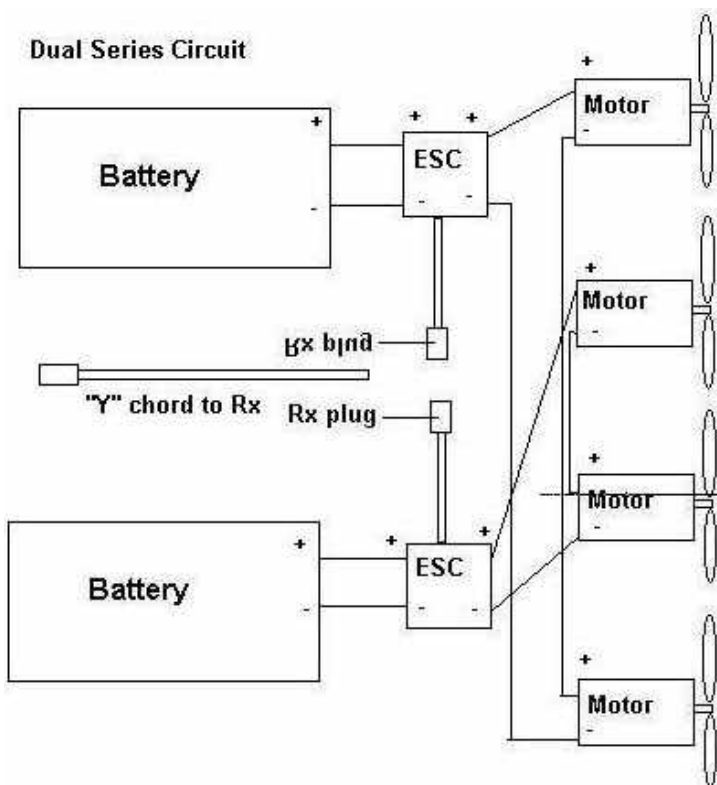 Dual Series Circuit
+
Motor
-
+
+ +
Battery
ESC
-
- -
+
Motor
-
Rx plug
"Y" chord to Rx
Rx plug
+
Motor
-
+
+
+
ESC
Battery
-
- -
+
Motor
-